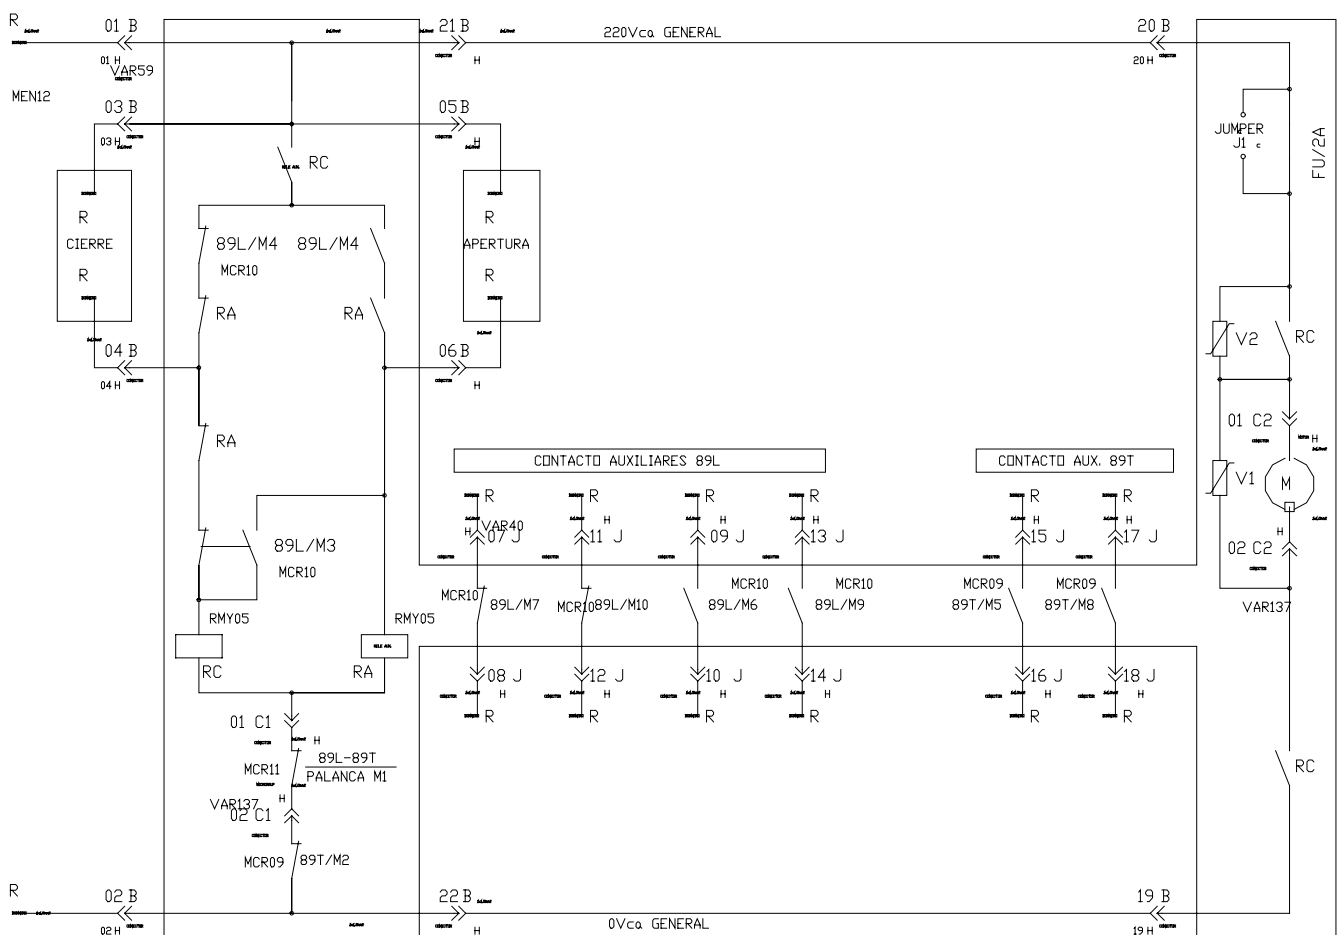 R
01 B
21 B
220Vca GENERAL
20 B
01 H
VAR59
H
20 H
MEN12
03 B
05 B
03 H
H
RC
JUMPER
J1 c
FU/2A
R
R
CIERRE
89L/M4
89L/M4
APERTURA
R
MCR10
R
RA
RA
V2
RC
04 B
06 B
04 H
H
RA
01 C2
H
CONTACTO AUXILIARES 89L
CONTACTO AUX. 89T
V1
M
R
R
R
R
R
R
H
VAR40
H
H
H
H
H
07 J
11 J
09 J
13 J
15 J
17 J
H
02 C2
89L/M3
MCR10
MCR10
MCR10
MCR10
MCR10
MCR09
MCR09
89L/M7
89L/M10
89L/M6
89L/M9
89T/M5
89T/M8
VAR137
RMY05
RMY05
RC
RA
08 J
12 J
10 J
14 J
16 J
18 J
H
H
H
H
H
H
R
R
R
R
R
R
01 C1
H
89L-89T
MCR11
PALANCA M1
H
VAR137
02 C1
RC
MCR09
89T/M2
R
02 B
22 B
19 B
0Vca GENERAL
02 H
H
19 H